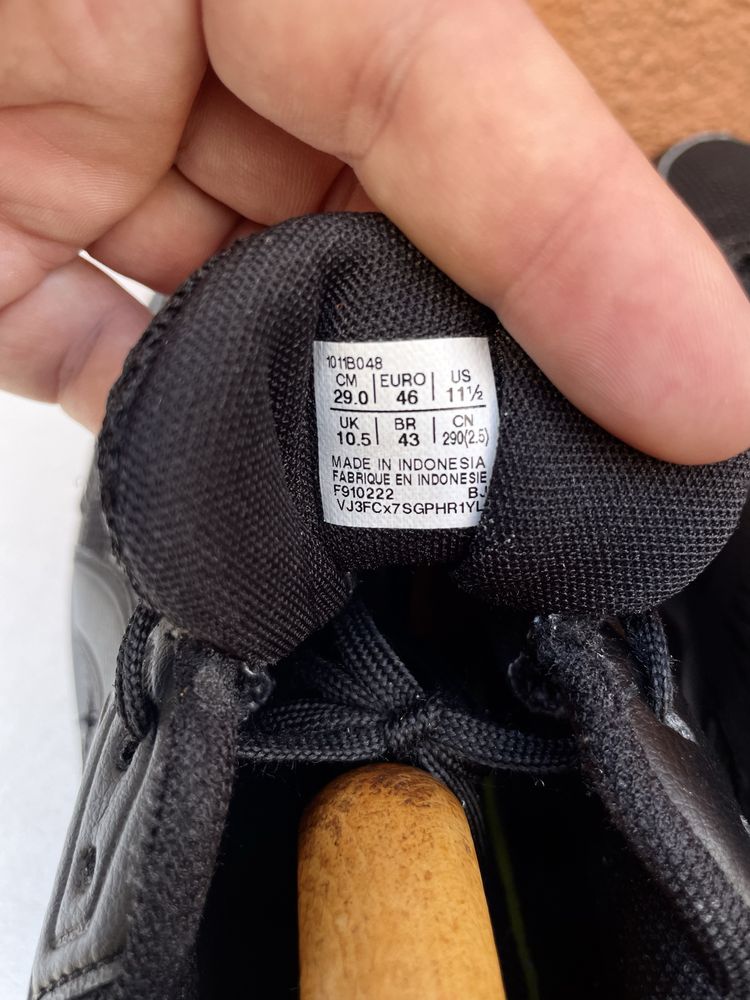 1011B048
CM | EURO | US
29.0 | 46 | 11½
UK | BR | CN
10.5 | 43 | 290(2.5)
MADE IN INDONESIA
FABRIQUE EN INDONESIE
F910222 BJ
VJ3FCx7SGPHR1YL